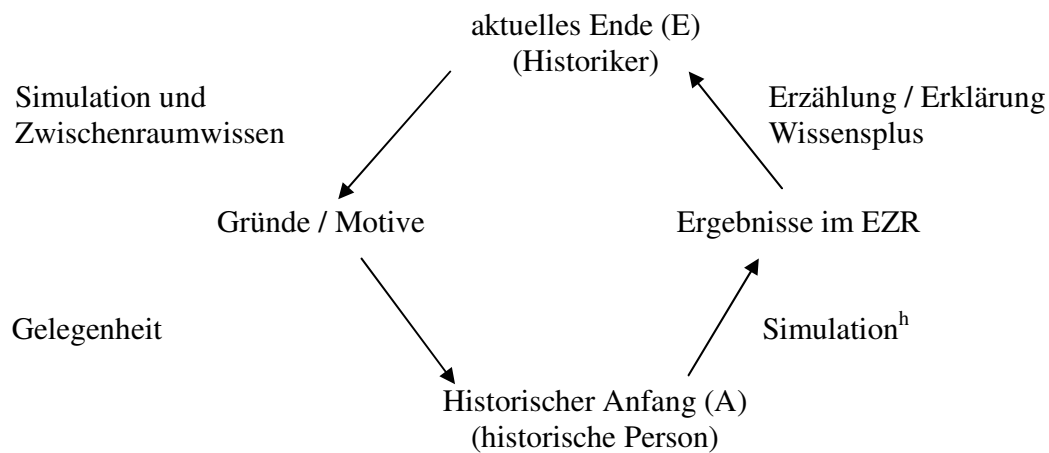 aktuelles Ende (E)
(Historiker)
Simulation und
Zwischenraumwissen
Erzählung / Erklärung
Wissensplus
Gründe / Motive
Ergebnisse im EZR
Gelegenheit
Simulationʰ
Historischer Anfang (A)
(historische Person)